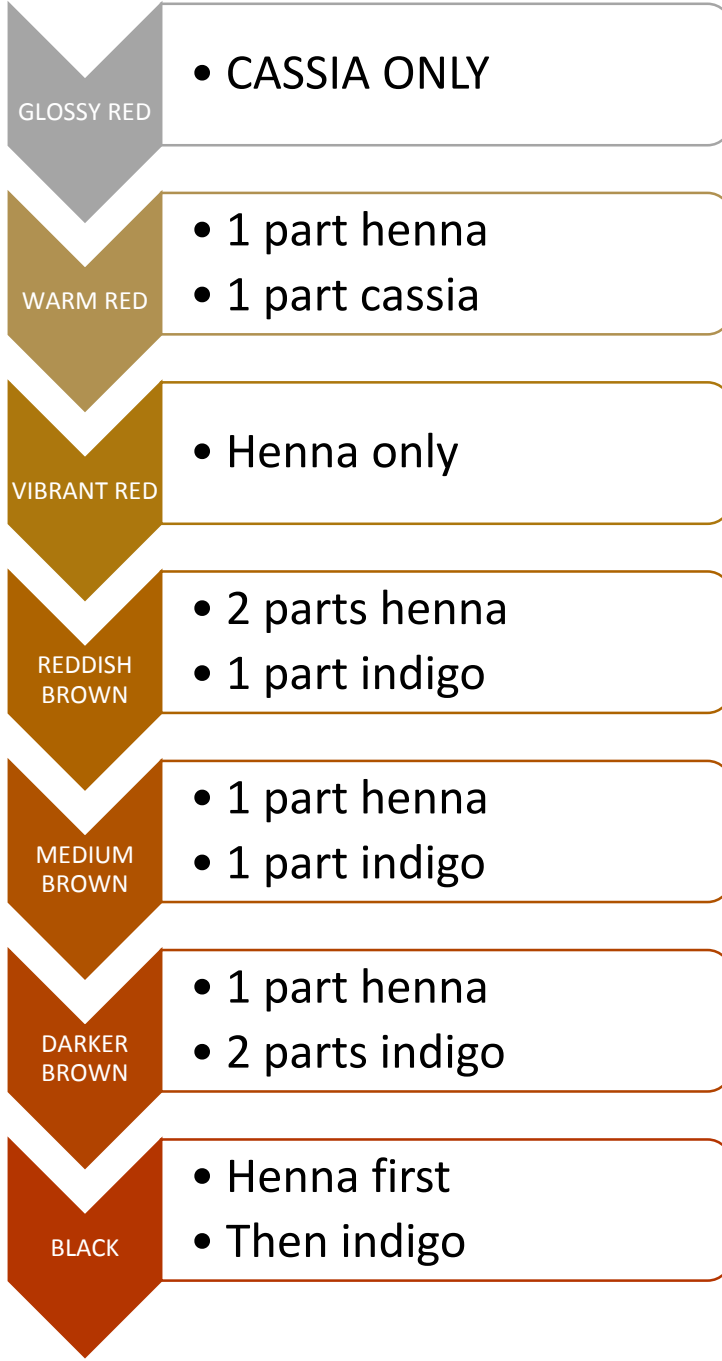 GLOSSY RED
• CASSIA ONLY
WARM RED
• 1 part henna
• 1 part cassia
VIBRANT RED
• Henna only
REDDISH
BROWN
• 2 parts henna
• 1 part indigo
MEDIUM
BROWN
• 1 part henna
• 1 part indigo
DARKER
BROWN
• 1 part henna
• 2 parts indigo
BLACK
• Henna first
• Then indigo